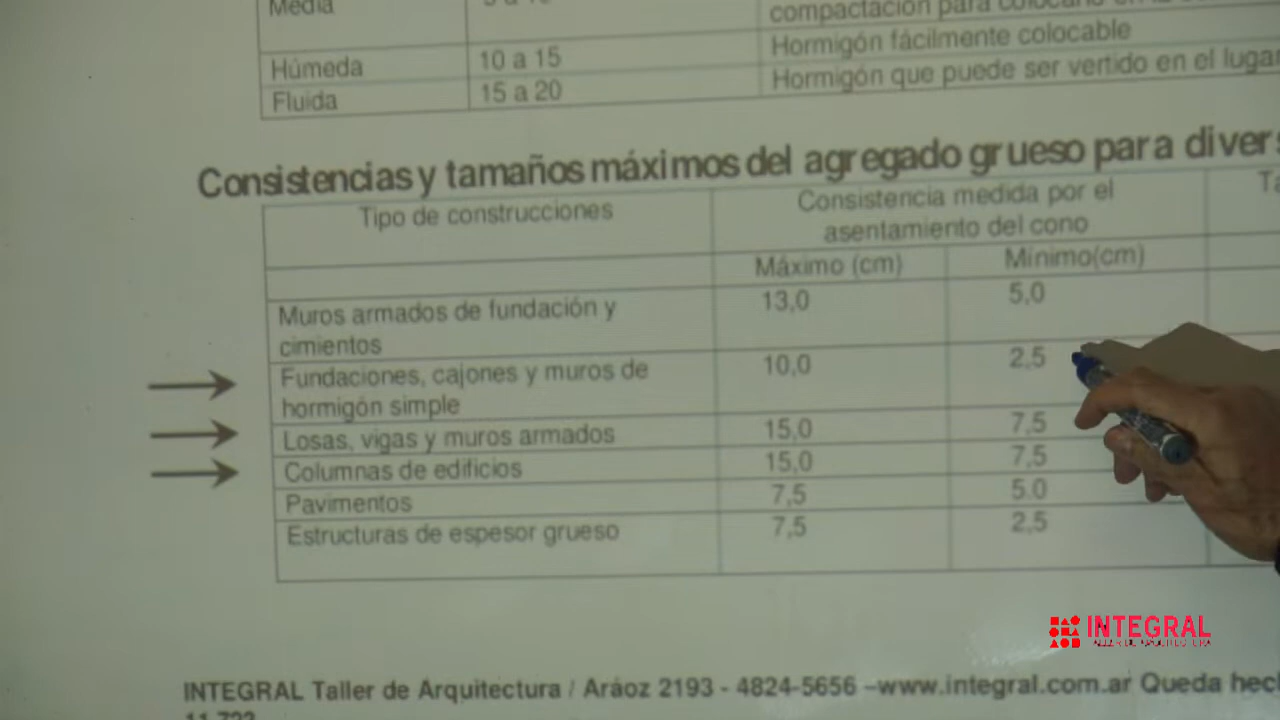 Media
compactación para
Húmeda 10 a 15 Hormigón fácilmente colocable
Fluida 15 a 20 Hormigón que puede ser vertido en el lugar
Consistencias y tamaños máximos del agregado grueso para diver
Tipo de construcciones Consistencia medida por el
asentamiento del cono
Máximo (cm) Mínimo(cm)
Muros armados de fundación y 13,0 5,0
cimientos
Fundaciones, cajones y muros de 10,0 2,5
hormigón simple
Losas, vigas y muros armados 15,0 7,5
Columnas de edificios 15,0 7,5
Pavimentos 7,5 5.0
Estructuras de espesor grueso 7,5 2,5
INTEGRAL
INTEGRAL Taller de Arquitectura / Aráoz 2193 - 4824-5656 –www.integral.com.ar Queda hech
11.723